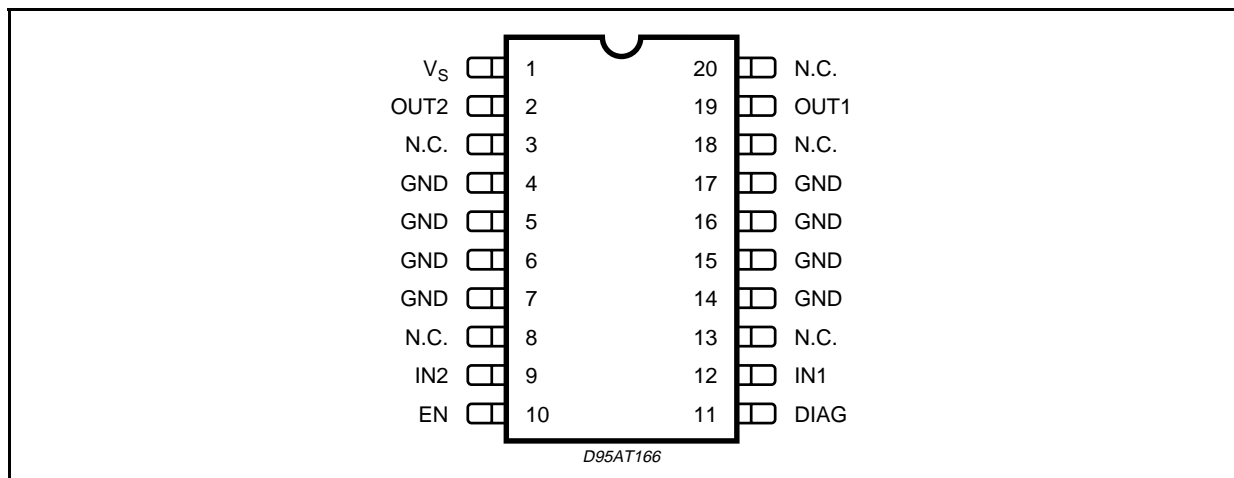 V_S 1 20 N.C.
OUT2 2 19 OUT1
N.C. 3 18 N.C.
GND 4 17 GND
GND 5 16 GND
GND 6 15 GND
GND 7 14 GND
N.C. 8 13 N.C.
IN2 9 12 IN1
EN 10 11 DIAG
D95AT166